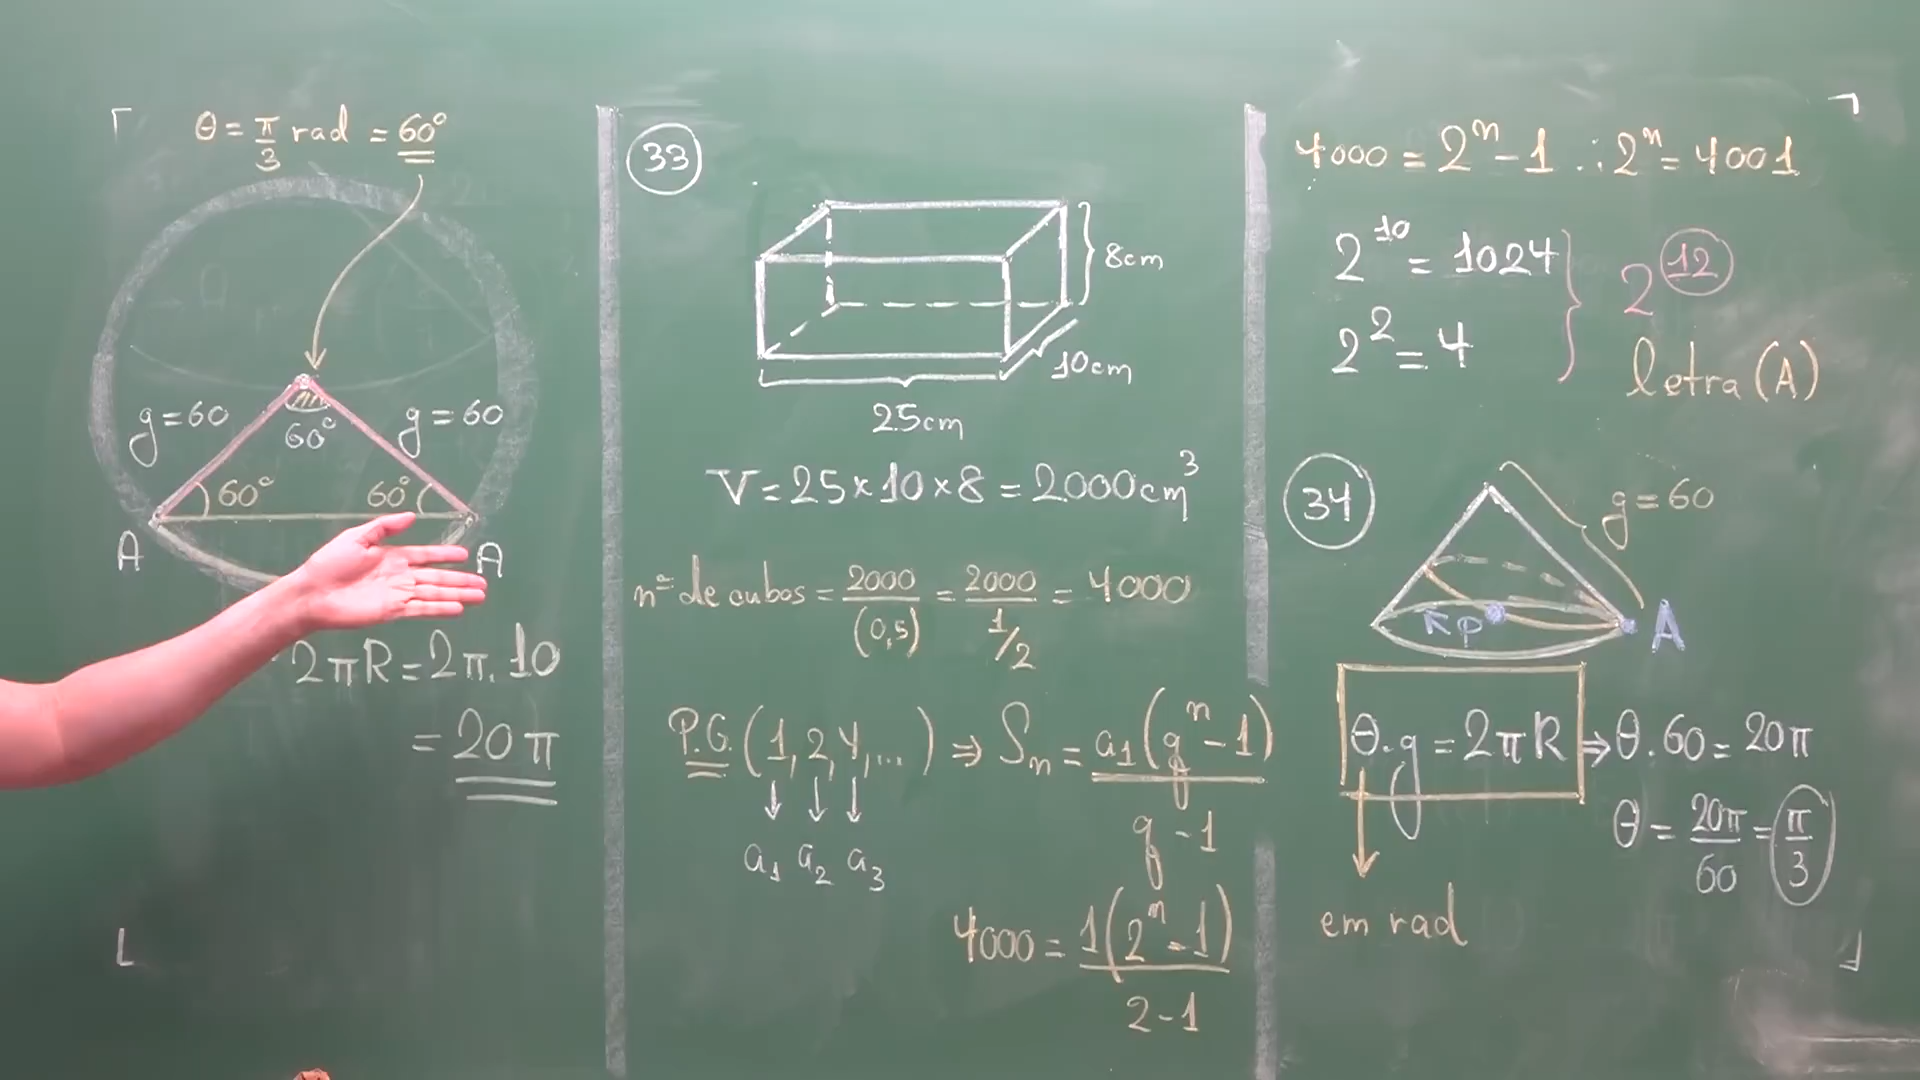 θ = π/3 rad = 60°
g = 60
60°
g = 60
60°
60°
A
A
2πR = 2π.10
= 20π
33
8cm
10cm
25cm
V = 25 × 10 × 8 = 2000cm³
nº de cubos = 2000/(0,5) = 2000/(1/2) = 4000
P.G. (1, 2, 4, ...) ⇒ Sn = a1(q^n - 1)/(q - 1)
↓ ↓ ↓
a1 a2 a3
4000 = 1(2^n - 1)/(2 - 1)
4000 = 2^n - 1 ∴ 2^n = 4001
2^10 = 1024
2^2 = 4
2^12
letra (A)
34
g = 60
A
θ.g = 2πR ⇒ θ.60 = 20π
θ = 20π/60 = π/3
em rad